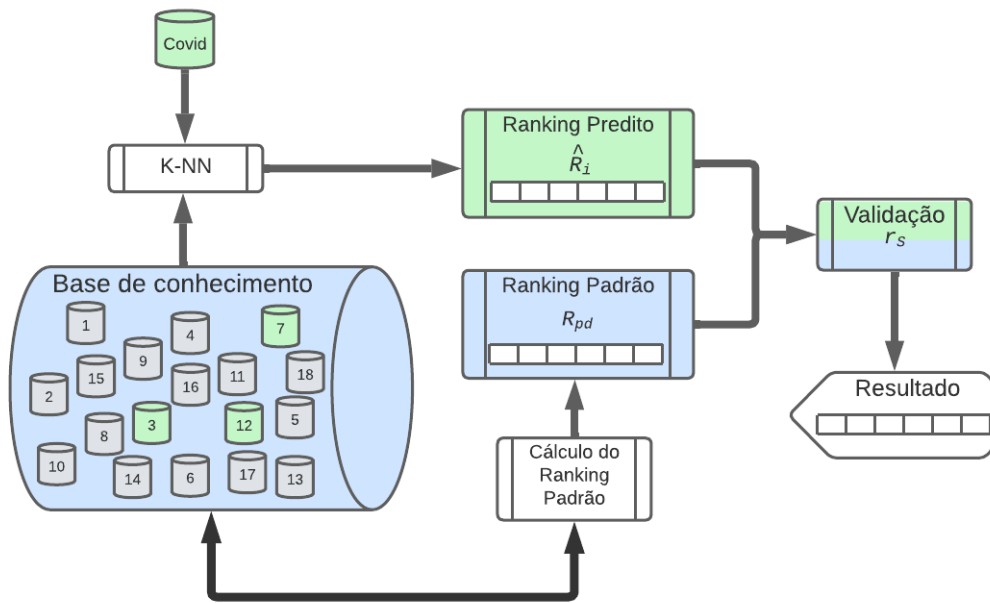 Covid
K-NN
Ranking Predito
R̂i
Validação
rs
Base de conhecimento
Ranking Padrão
Rpd
1
4
7
9
15
16
11
18
2
3
12
5
8
10
14
6
17
13
Resultado
Cálculo do
Ranking
Padrão